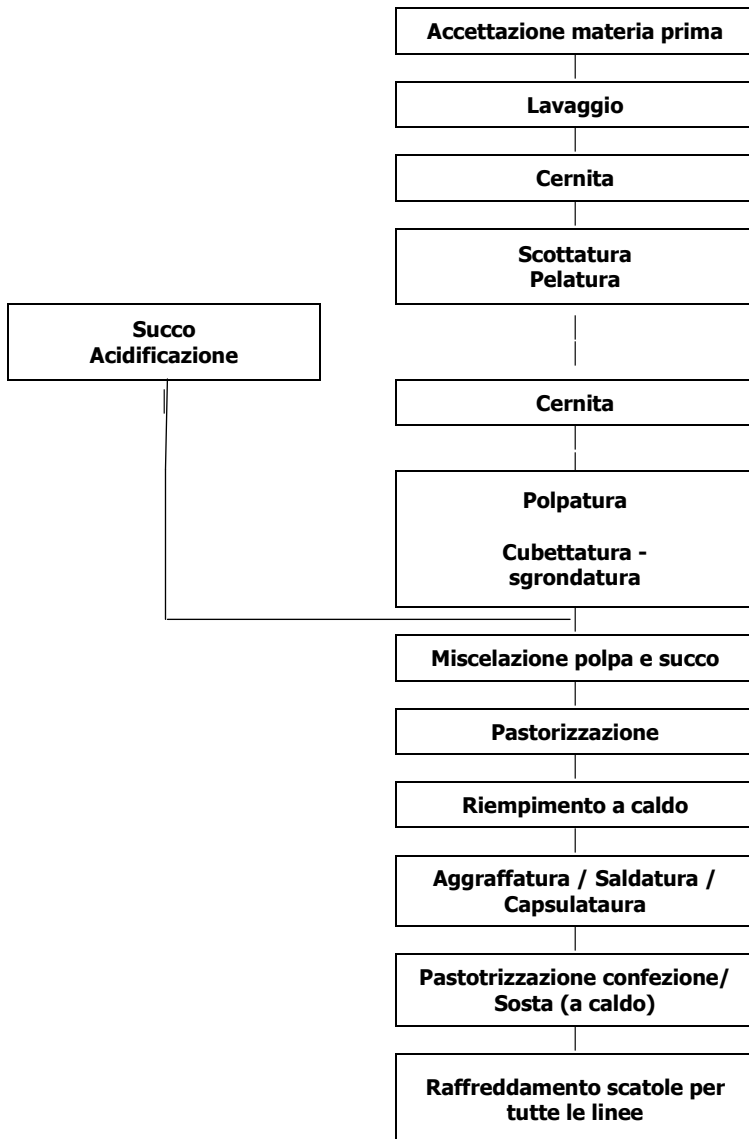 Accettazione materia prima
Lavaggio
Cernita
Scottatura
Pelatura
Succo
Acidificazione
Cernita
Polpatura
Cubettatura -
sgrondatura
Miscelazione polpa e succo
Pastorizzazione
Riempimento a caldo
Aggraffatura / Saldatura /
Capsulataura
Pastotrizzazione confezione/
Sosta (a caldo)
Raffreddamento scatole per
tutte le linee